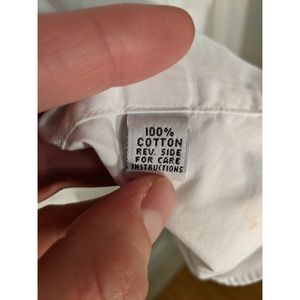 100%
COTTON
REV. SIDE
FOR CARE
INSTRUCTIONS